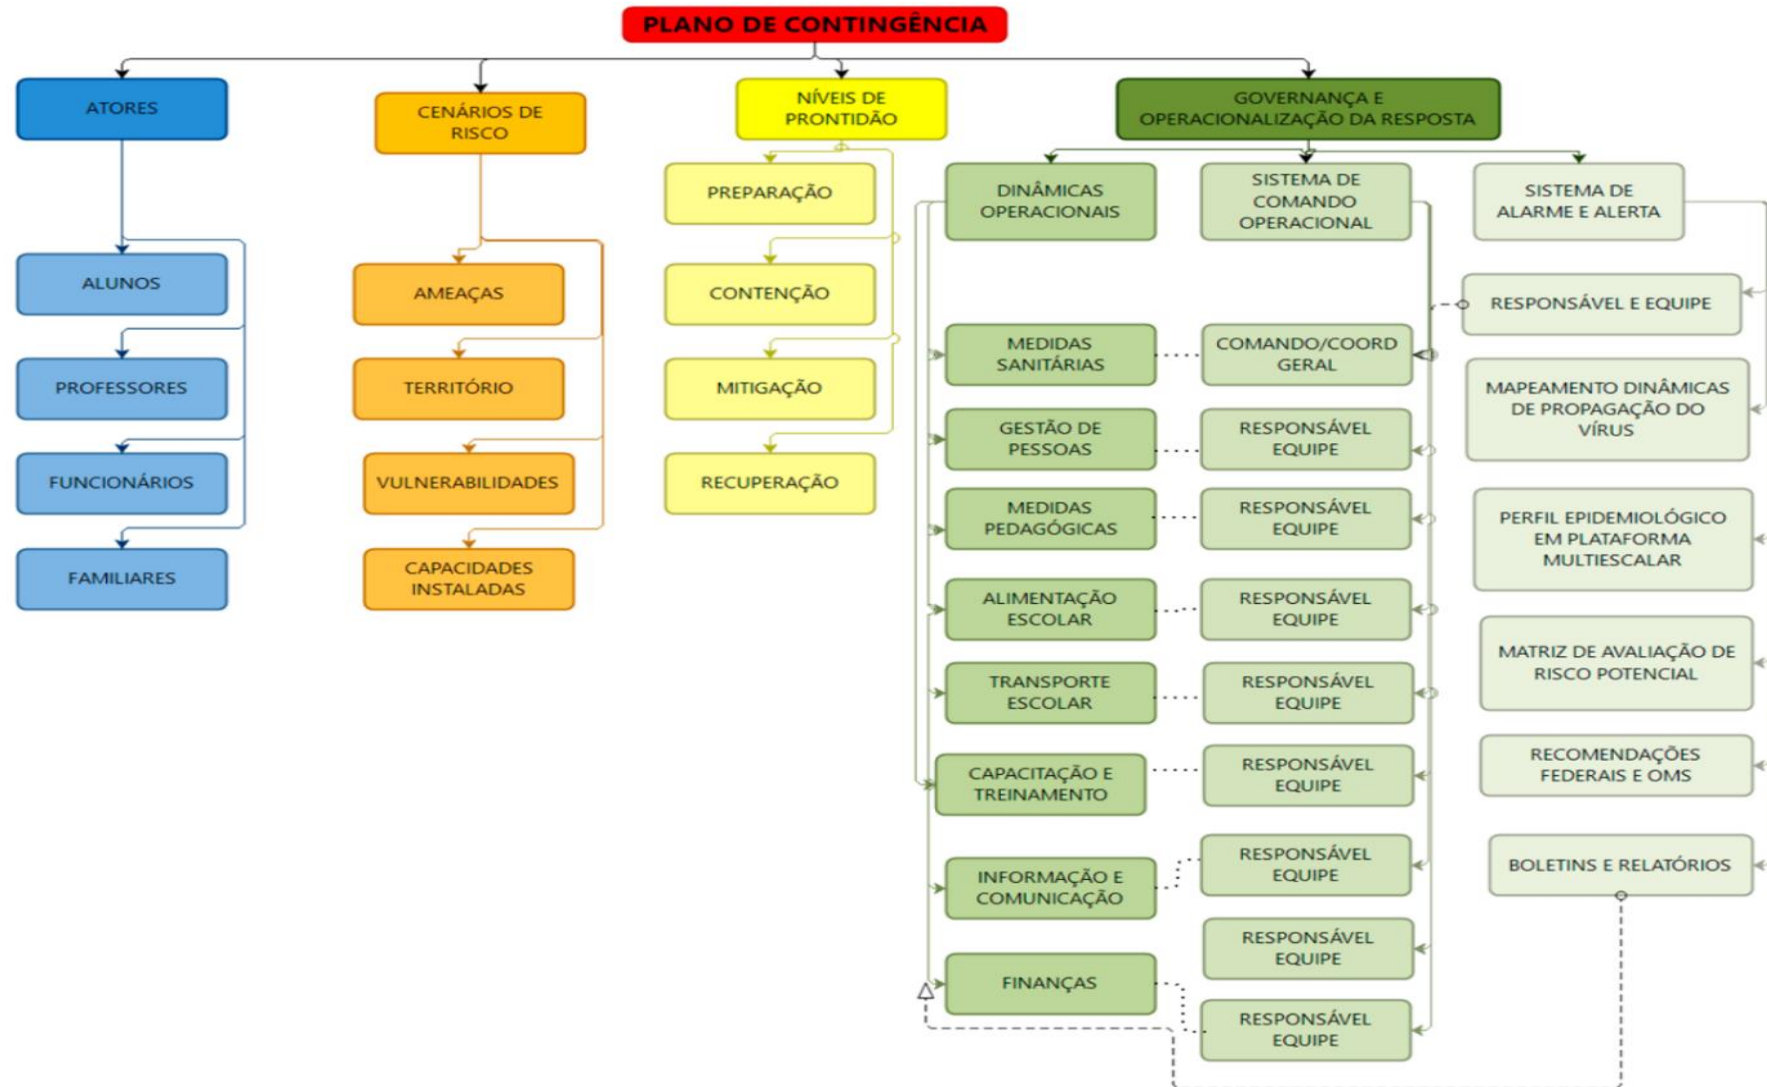 PLANO DE CONTINGÊNCIA
ATORES
CENÁRIOS DE
RISCO
NÍVEIS DE
PRONTIDÃO
GOVERNANÇA E
OPERACIONALIZAÇÃO DA RESPOSTA
ALUNOS
PROFESSORES
FUNCIONÁRIOS
FAMILIARES
AMEAÇAS
TERRITÓRIO
VULNERABILIDADES
CAPACIDADES
INSTALADAS
PREPARAÇÃO
CONTENÇÃO
MITIGAÇÃO
RECUPERAÇÃO
DINÂMICAS
OPERACIONAIS
MEDIDAS
SANITÁRIAS
GESTÃO DE
PESSOAS
MEDIDAS
PEDAGÓGICAS
ALIMENTAÇÃO
ESCOLAR
TRANSPORTE
ESCOLAR
CAPACITAÇÃO E
TREINAMENTO
INFORMAÇÃO E
COMUNICAÇÃO
FINANÇAS
SISTEMA DE
COMANDO
OPERACIONAL
COMANDO/COORD
GERAL
RESPONSÁVEL
EQUIPE
RESPONSÁVEL
EQUIPE
RESPONSÁVEL
EQUIPE
RESPONSÁVEL
EQUIPE
RESPONSÁVEL
EQUIPE
RESPONSÁVEL
EQUIPE
RESPONSÁVEL
EQUIPE
RESPONSÁVEL
EQUIPE
SISTEMA DE
ALARME E ALERTA
RESPONSÁVEL E EQUIPE
MAPEAMENTO DINÂMICAS
DE PROPAGAÇÃO DO
VÍRUS
PERFIL EPIDEMIOLÓGICO
EM PLATAFORMA
MULTIESCALAR
MATRIZ DE AVALIAÇÃO DE
RISCO POTENCIAL
RECOMENDAÇÕES
FEDERAIS E OMS
BOLETINS E RELATÓRIOS